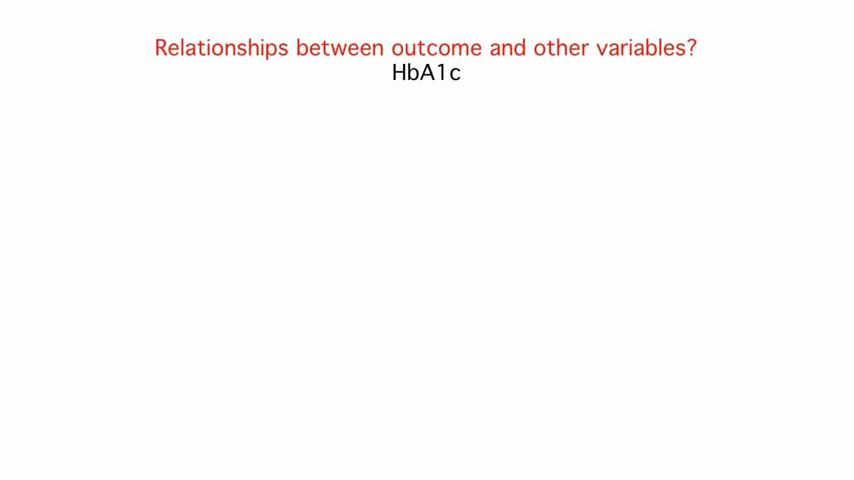 Relationships between outcome and other variables?
HbA1c